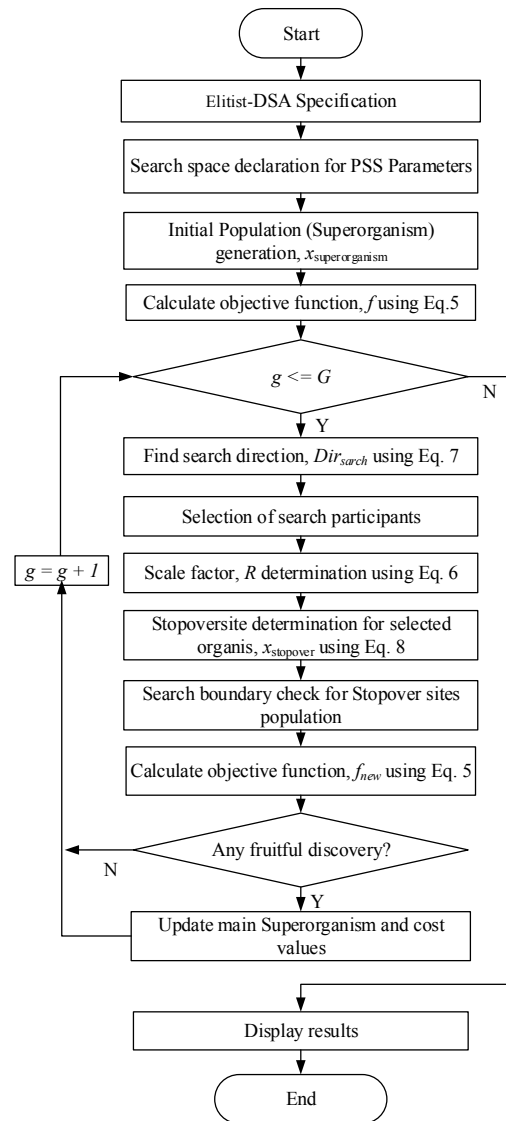 Start
Elitist-DSA Specification
Search space declaration for PSS Parameters
Initial Population (Superorganism)
generation, xsuperorganism
Calculate objective function, f using Eq.5
g <= G
N
Y
Find search direction, Dirsarch using Eq. 7
Selection of search participants
g = g + 1
Scale factor, R determination using Eq. 6
Stopoversite determination for selected
organis, xstopover using Eq. 8
Search boundary check for Stopover sites
population
Calculate objective function, fnew using Eq. 5
Any fruitful discovery?
N
Y
Update main Superorganism and cost
values
Display results
End